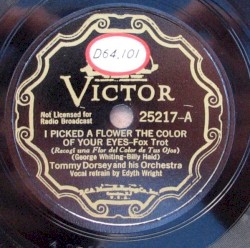 D64,101
VICTOR
Not Licensed for
Radio Broadcast
25217-A
I PICKED A FLOWER THE COLOR
OF YOUR EYES-Fox Trot
(Recogí una Flor del Color de Tus Ojos)
(George Whiting-Billy Haid)
Tommy Dorsey and his Orchestra
Vocal refrain by Edyth Wright